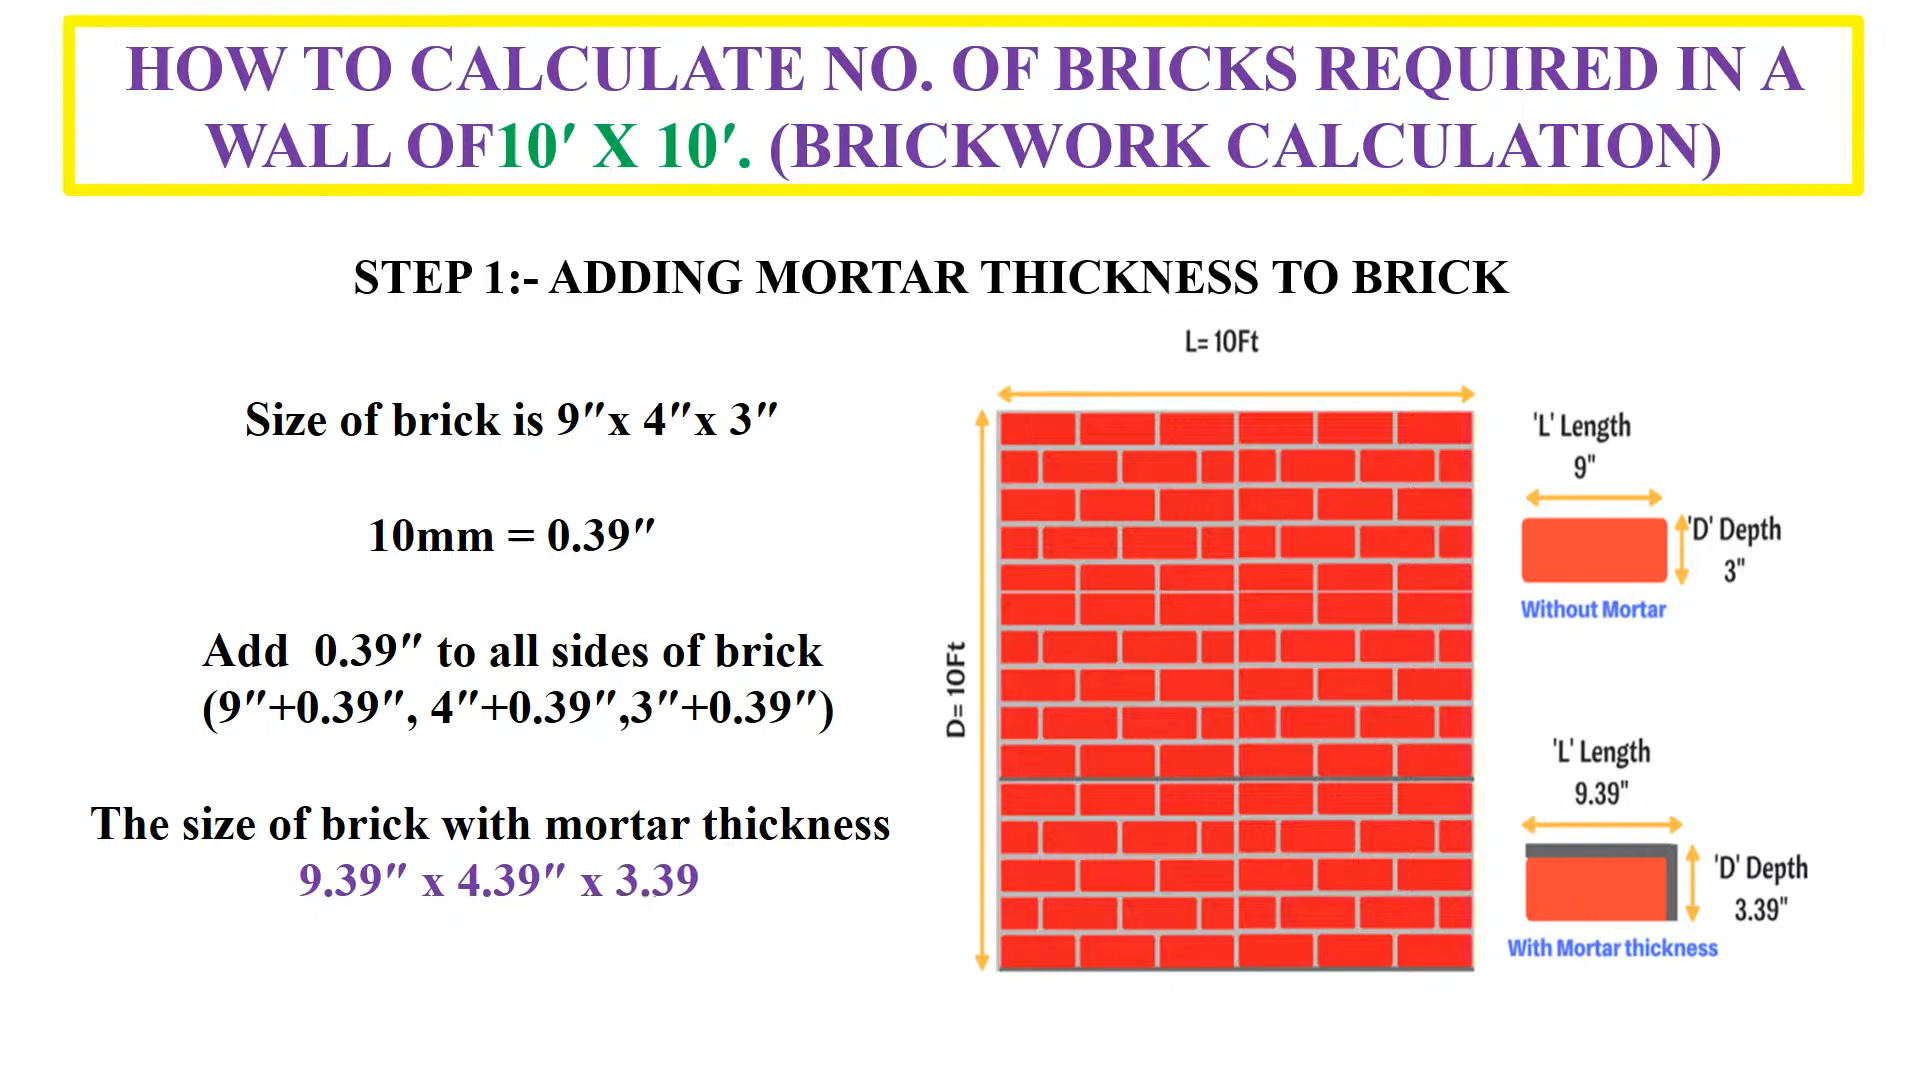 HOW TO CALCULATE NO. OF BRICKS REQUIRED IN A
WALL OF10′ X 10′. (BRICKWORK CALCULATION)
STEP 1:- ADDING MORTAR THICKNESS TO BRICK
Size of brick is 9″x 4″x 3″
10mm = 0.39″
Add  0.39″ to all sides of brick
(9″+0.39″, 4″+0.39″,3″+0.39″)
The size of brick with mortar thickness
9.39″ x 4.39″ x 3.39
L= 10Ft
D= 10Ft
'L' Length
9"
'D' Depth
3"
Without Mortar
'L' Length
9.39"
'D' Depth
3.39"
With Mortar thickness